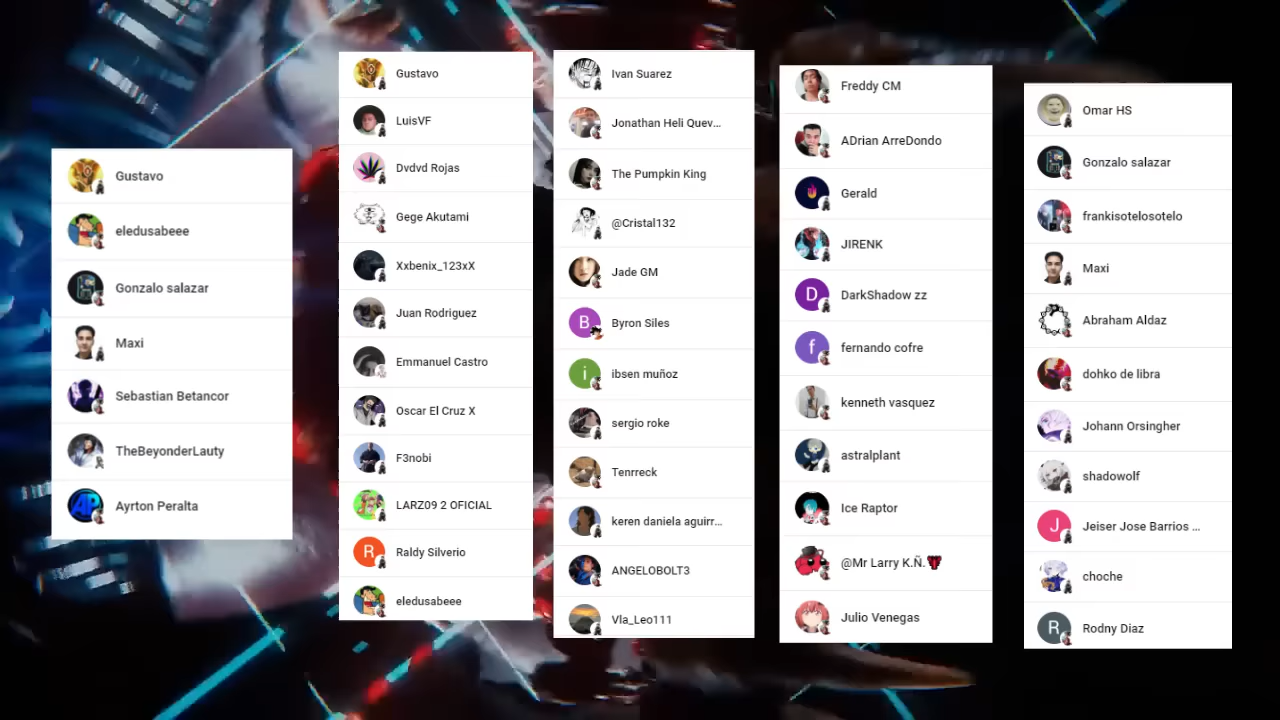 Gustavo
eledusabeee
Gonzalo salazar
Maxi
Sebastian Betancor
TheBeyonderLauty
AP
Ayrton Peralta
Gustavo
LuisVF
Dvdvd Rojas
Gege Akutami
Xxbenix_123xX
Juan Rodriguez
Emmanuel Castro
Oscar El Cruz X
F3nobi
LARZ09 2 OFICIAL
R
Raldy Silverio
eledusabeee
Ivan Suarez
Jonathan Heli Quev...
The Pumpkin King
@Cristal132
Jade GM
B
Byron Siles
i
ibsen muñoz
sergio roke
Tenrreck
keren daniela aguirr...
ANGELOBOLT3
Vla_Leo111
Freddy CM
ADrian ArreDondo
Gerald
JIRENK
D
DarkShadow zz
f
fernando cofre
kenneth vasquez
astralplant
Ice Raptor
@Mr Larry K.Ñ.
Julio Venegas
Omar HS
Gonzalo salazar
frankisotelosotelo
Maxi
Abraham Aldaz
dohko de libra
Johann Orsingher
shadowolf
J
Jeiser Jose Barrios ...
choche
R
Rodny Diaz